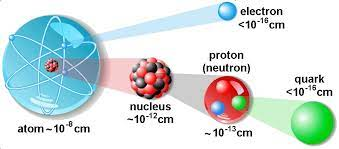 electron
<10⁻¹⁶cm
proton
(neutron)
quark
<10⁻¹⁶cm
nucleus
~10⁻¹²cm
atom~10⁻⁸cm
~10⁻¹³cm